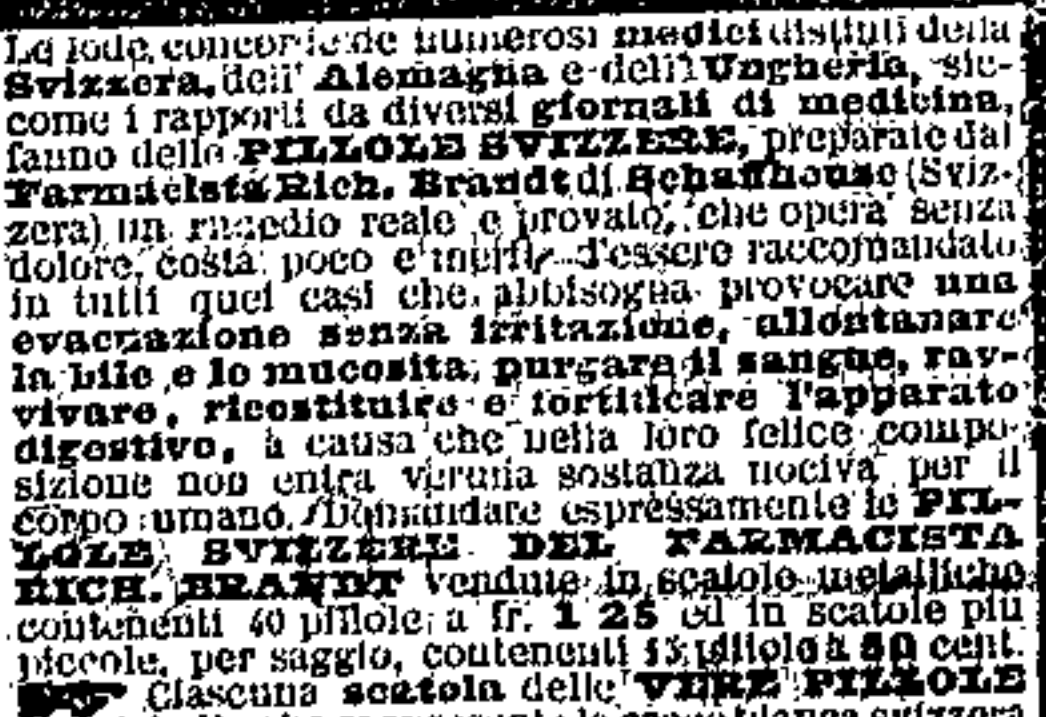 Le lode concordi de numerosi medici distinti della
Svizzera, dell' Alemagna e dell' Ungheria, sic-
come i rapporti da diversi giornali di medicina,
fanno delle PILLOLE SVIZZERE, preparate dal
Farmacista Rich. Brandt di Schaffhouse (Sviz-
zera) un rimedio reale e provato, che opera senza
dolore, costa poco e merita d'essere raccomandato
in tutti quei casi che abbisogna provocare una
evacuazione senza irritazione, allontanare
la bile e le mucosita, purgare il sangue, rav-
vivare, ricostituire e fortificare l'apparato
digestivo, a causa che nella loro felice compo-
sizione non entra veruna sostanza nociva per il
corpo umano. Domandare espressamente le PIL-
LOLE SVIZZERE DEL FARMACISTA
RICH. BRANDT vendute in scatole metalliche
contenenti 40 pillole a fr. 1 25 ed in scatole piu
piccole, per saggio, contenenti 15 pillole a 50 cent.
Ciascuna scatola delle VERE PILLOLE
svizzera